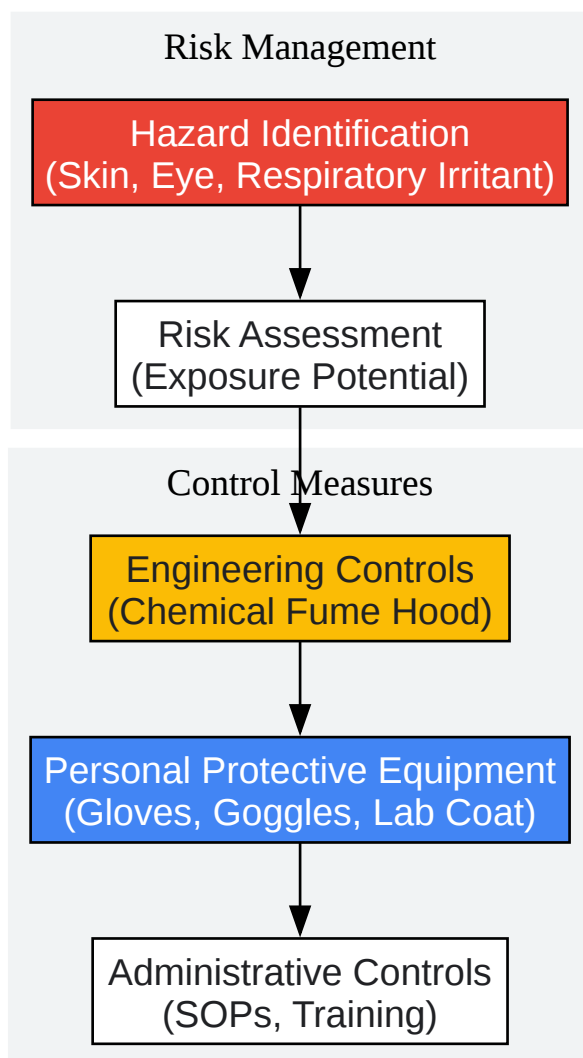 Risk Management
Hazard Identification
(Skin, Eye, Respiratory Irritant)
Risk Assessment
(Exposure Potential)
Control Measures
Engineering Controls
(Chemical Fume Hood)
Personal Protective Equipment
(Gloves, Goggles, Lab Coat)
Administrative Controls
(SOPs, Training)